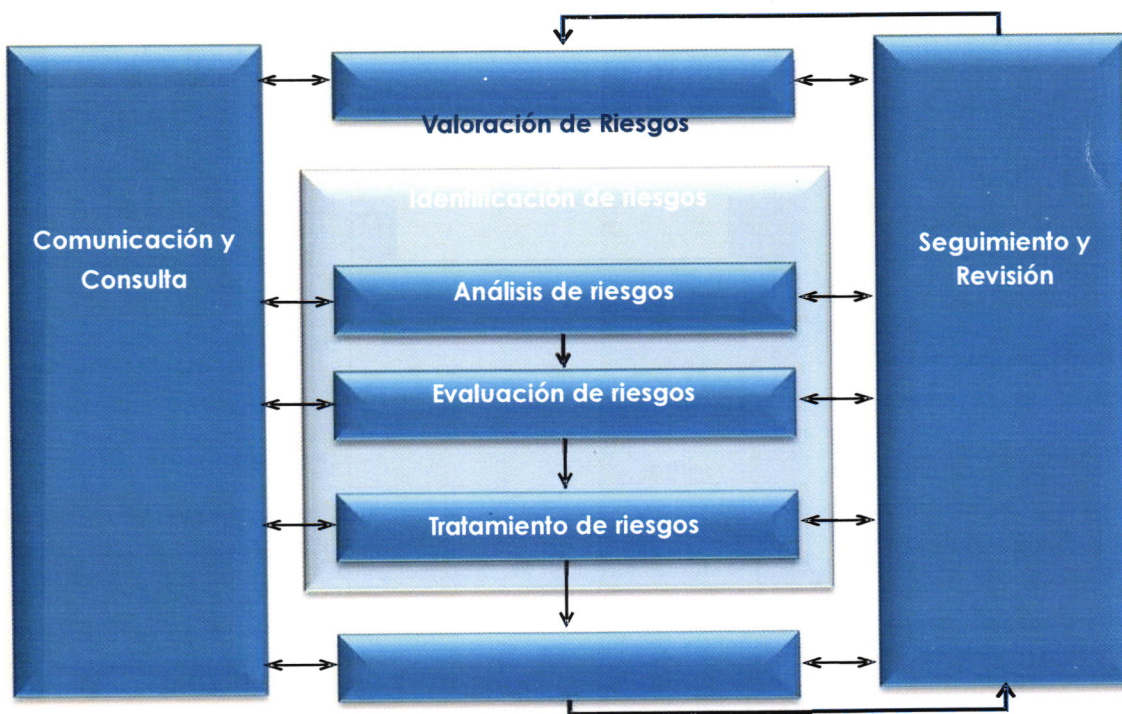 Valoración de Riesgos
Identificación de riesgos
Comunicación y
Consulta
Seguimiento y
Revisión
Análisis de riesgos
Evaluación de riesgos
Tratamiento de riesgos